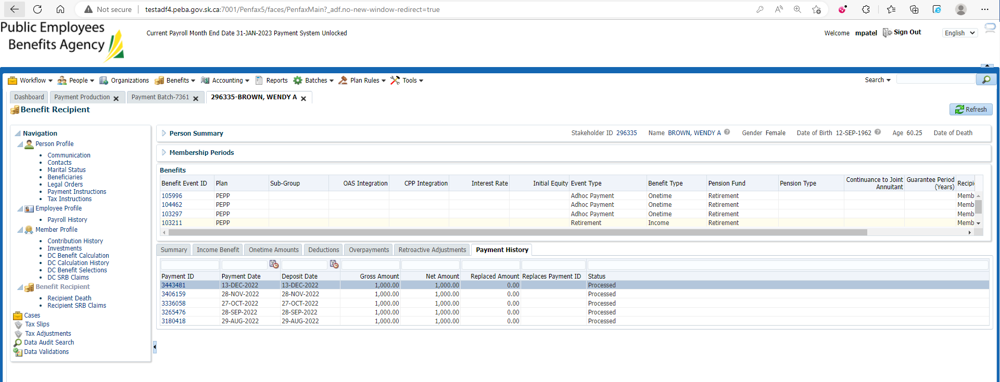 Not secure testadf4.peba.gov.sk.ca:7001/Penfax5/faces/PenfaxMain?_adf.no-new-window-redirect=true
Public Employees
Benefits Agency
Current Payroll Month End Date 31-JAN-2023 Payment System Unlocked
Welcome mpatel Sign Out English
Workflow People Organizations Benefits Accounting Reports Batches Plan Rules Tools Search
Dashboard Payment Production Payment Batch-7361 296335-BROWN, WENDY A
Benefit Recipient
Refresh
Navigation
Person Profile
Communication
Contacts
Marital Status
Beneficiaries
Legal Orders
Payment Instructions
Tax Instructions
Employee Profile
Payroll History
Member Profile
Contribution History
Investments
DC Benefit Calculation
DC Calculation History
DC Benefit Selections
DC SRB Claims
Benefit Recipient
Recipient Death
Recipient SRB Claims
Cases
Tax Slips
Tax Adjustments
Data Audit Search
Data Validations
Person Summary Stakeholder ID 296335 Name BROWN, WENDY A Gender Female Date of Birth 12-SEP-1962 Age 60.25 Date of Death
Membership Periods
Benefits
Benefit Event ID Plan Sub-Group OAS Integration CPP Integration Interest Rate Initial Equity Event Type Benefit Type Pension Fund Pension Type Continuance to Joint Annuitant Guarantee Period (Years) Recipi
105996 PEPP Adhoc Payment Onetime Retirement Memb
104462 PEPP Adhoc Payment Onetime Retirement Memb
103297 PEPP Adhoc Payment Onetime Retirement Memb
103211 PEPP Retirement Income Retirement Memb
Summary Income Benefit Onetime Amounts Deductions Overpayments Retroactive Adjustments Payment History
Payment ID Payment Date Deposit Date Gross Amount Net Amount Replaced Amount Replaces Payment ID Status
3443481 13-DEC-2022 13-DEC-2022 1,000.00 1,000.00 0.00 Processed
3406159 28-NOV-2022 28-NOV-2022 1,000.00 1,000.00 0.00 Processed
3336058 27-OCT-2022 27-OCT-2022 1,000.00 1,000.00 0.00 Processed
3265476 28-SEP-2022 28-SEP-2022 1,000.00 1,000.00 0.00 Processed
3180418 29-AUG-2022 29-AUG-2022 1,000.00 1,000.00 0.00 Processed